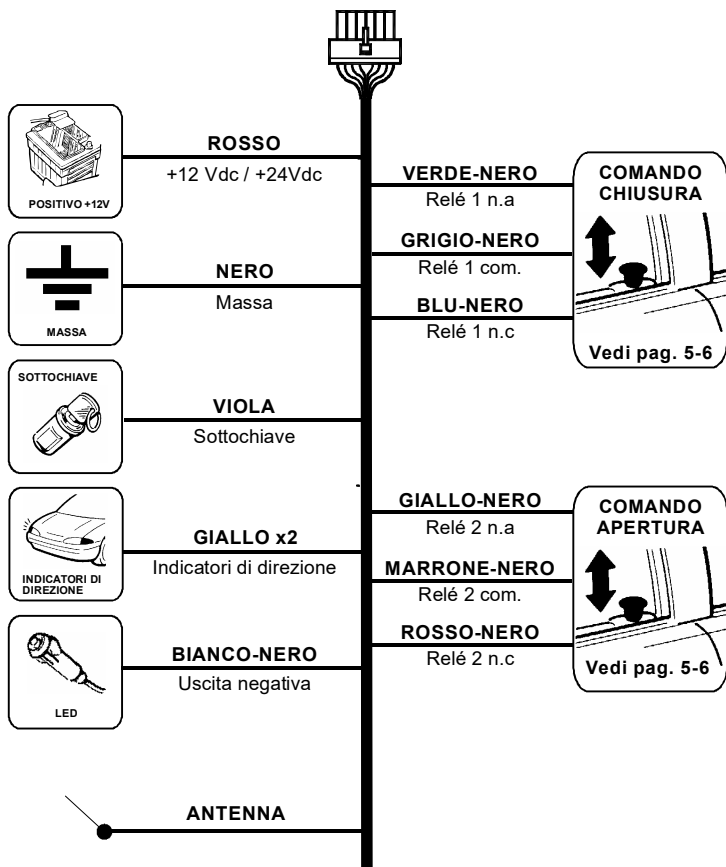 POSITIVO +12V
ROSSO
+12 Vdc / +24Vdc
MASSA
NERO
Massa
SOTTOCHIAVE
VIOLA
Sottochiave
INDICATORI DI
DIREZIONE
GIALLO x2
Indicatori di direzione
LED
BIANCO-NERO
Uscita negativa
ANTENNA
VERDE-NERO
Relé 1 n.a
GRIGIO-NERO
Relé 1 com.
BLU-NERO
Relé 1 n.c
COMANDO
CHIUSURA
Vedi pag. 5-6
GIALLO-NERO
Relé 2 n.a
MARRONE-NERO
Relé 2 com.
ROSSO-NERO
Relé 2 n.c
COMANDO
APERTURA
Vedi pag. 5-6